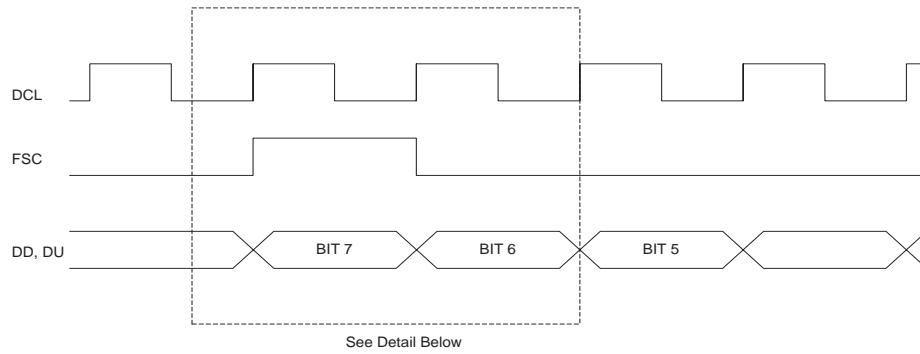 DCL
FSC
DD, DU
BIT 7
BIT 6
BIT 5
See Detail Below